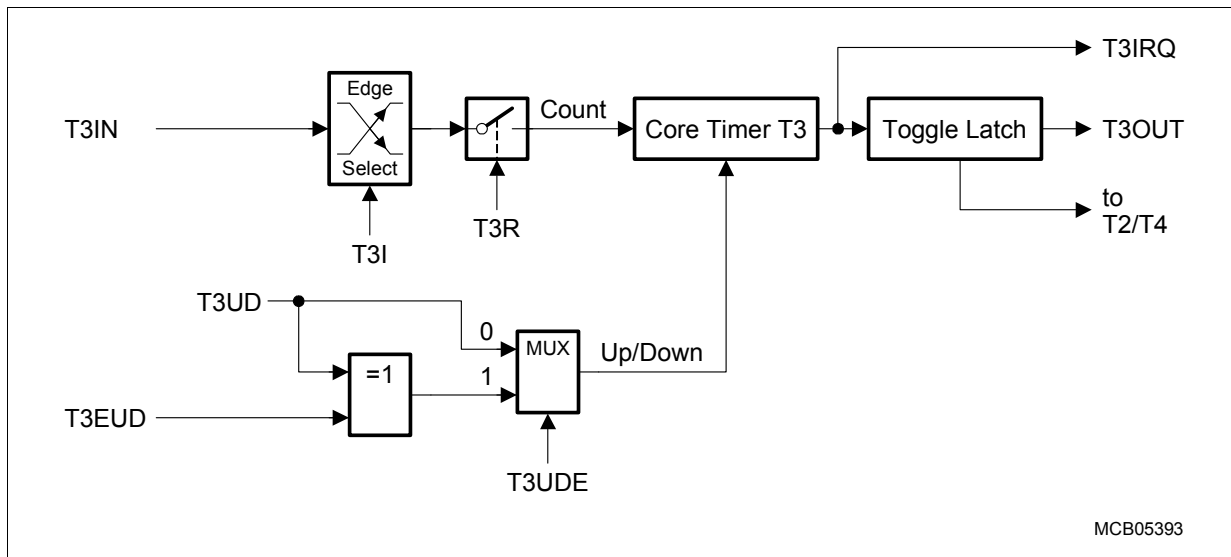 T3IRQ
Edge
T3IN
Count
Core Timer T3
Toggle Latch
T3OUT
Select
to
T2/T4
T3R
T3I
T3UD
0
MUX
Up/Down
=1
1
T3EUD
T3UDE
MCB05393